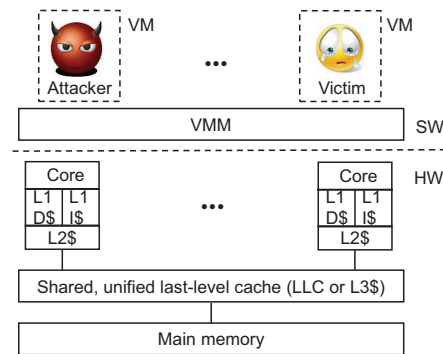 VM
VM
...
Attacker
Victim
VMM
SW
HW
Core
Core
L1 L1
D$ I$
L2$
...
L1 L1
D$ I$
L2$
Shared, unified last-level cache (LLC or L3$)
Main memory